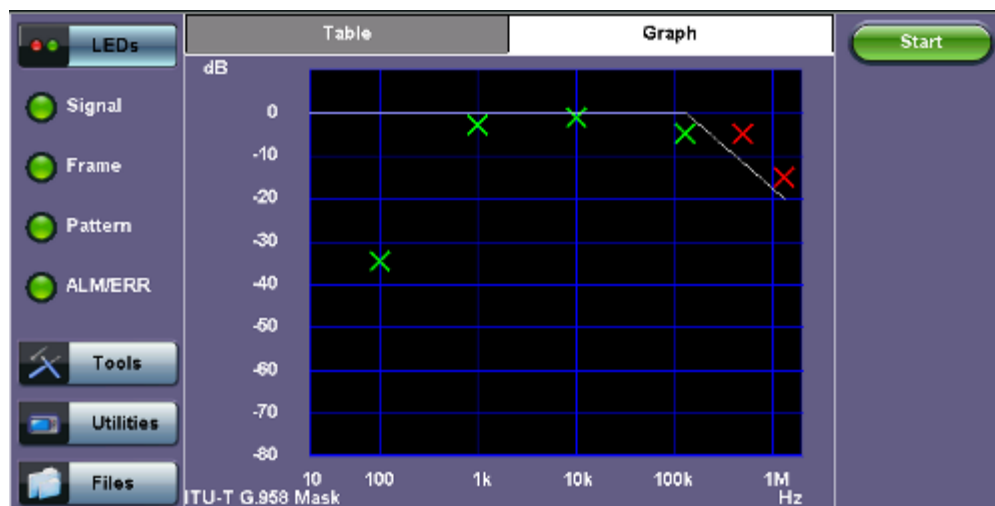 LEDs
Table
Graph
Start
dB
Signal
Frame
Pattern
ALM/ERR
Tools
Utilities
Files
0
-10
-20
-30
-40
-50
-60
-70
-80
10 100 1k 10k 100k 1M
ITU-T G.958 Mask
Hz